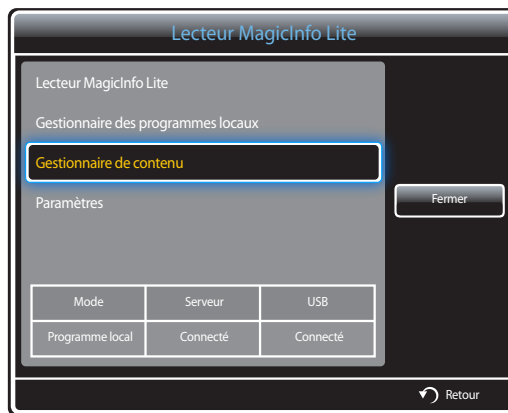 Lecteur MagicInfo Lite
Lecteur MagicInfo Lite
Gestionnaire des programmes locaux
Gestionnaire de contenu
Paramètres
Fermer
Mode Serveur USB
Programme local Connecté Connecté
Retour